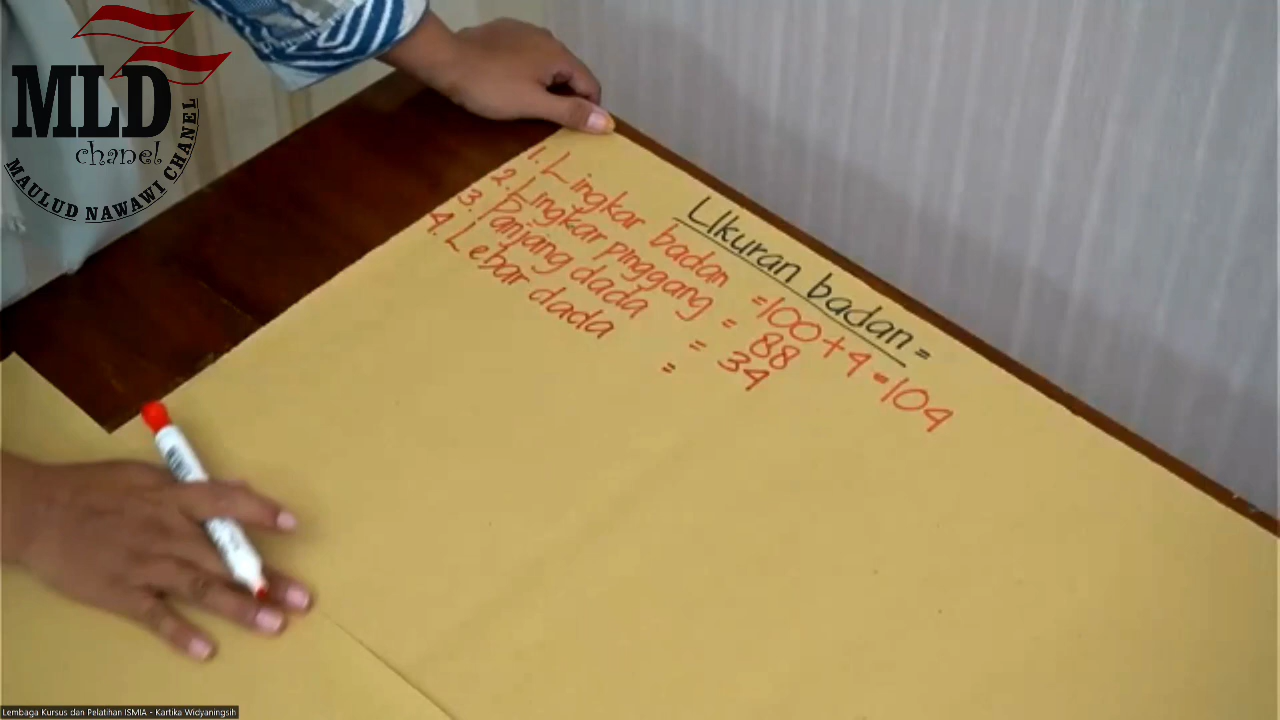 MLD
chanel
MAULUD NAWAWI CHANEL
Ukuran badan =
1. Lingkar badan = 100 + 4 = 104
2. Lingkar pinggang = 88
3. Panjang dada = 34
4. Lebar dada =
Lembaga Kursus dan Pelatihan ISMIA - Kartika Widyaningsih